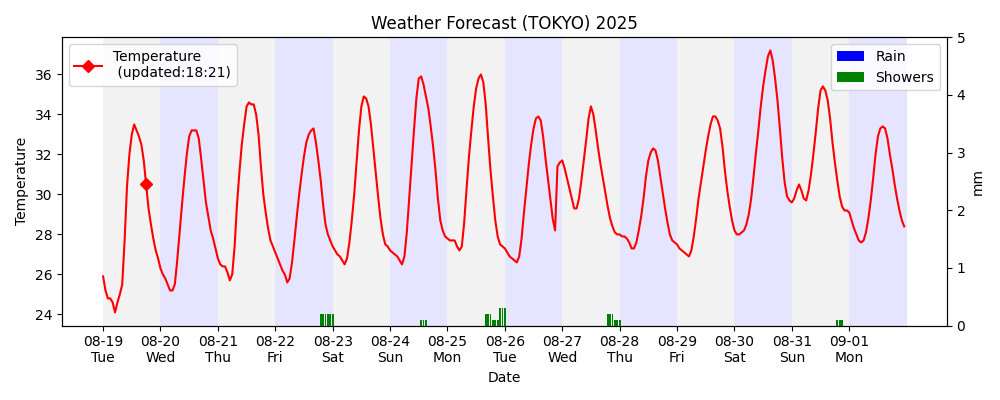 Weather Forecast (TOKYO) 2025
Temperature
(updated:18:21)
Rain
Showers
Temperature
36
34
32
30
28
26
24
5
4
3
2
1
0
mm
08-19 08-20 08-21 08-22 08-23 08-24 08-25 08-26 08-27 08-28 08-29 08-30 08-31 09-01
Tue Wed Thu Fri Sat Sun Mon Tue Wed Thu Fri Sat Sun Mon
Date